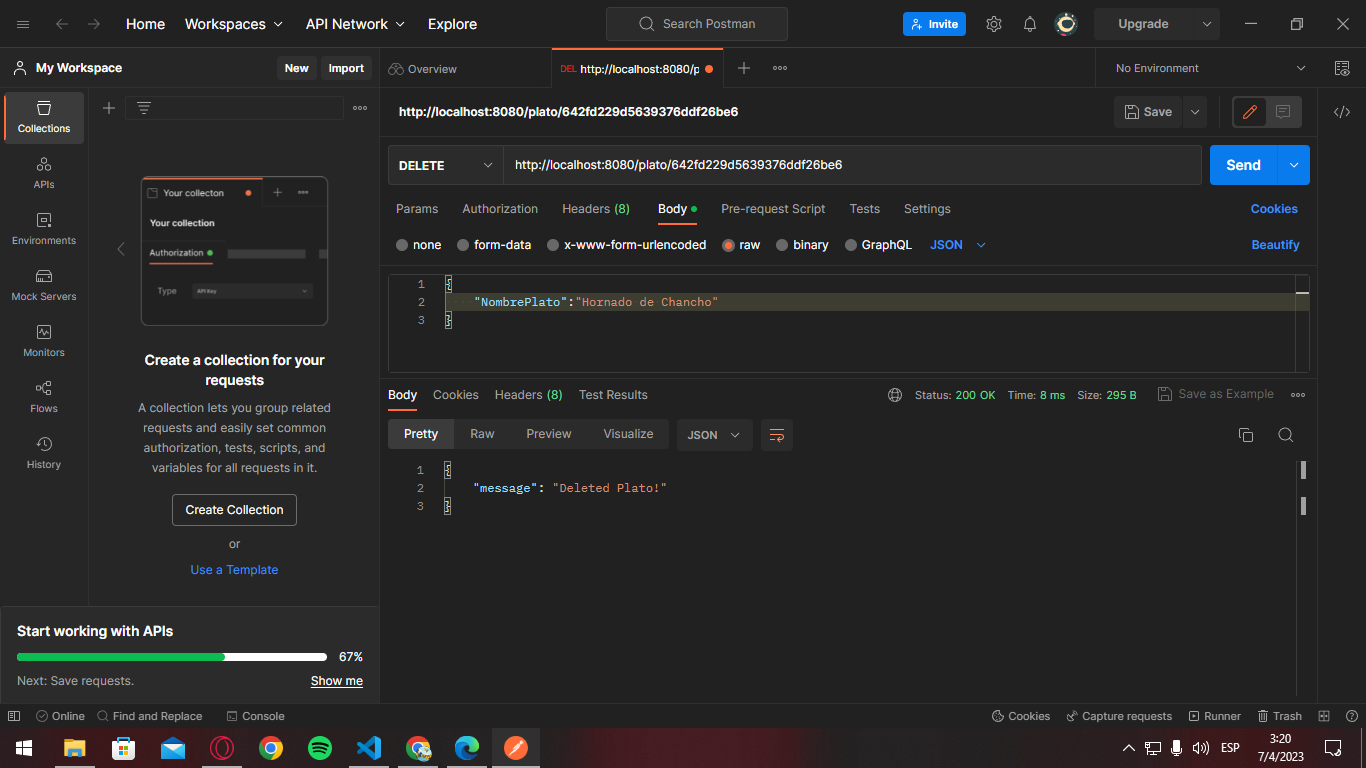 Home Workspaces API Network Explore Search Postman Invite Upgrade
My Workspace New Import Overview DEL http://localhost:8080/p No Environment
Collections
APIs
Environments
Mock Servers
Monitors
Flows
History
Your collecton
Your collection
Authorization
Type API Key
Create a collection for your
requests
A collection lets you group related
requests and easily set common
authorization, tests, scripts, and
variables for all requests in it.
Create Collection
or
Use a Template
Start working with APIs
67%
Next: Save requests. Show me
http://localhost:8080/plato/642fd229d5639376ddf26be6 Save
DELETE http://localhost:8080/plato/642fd229d5639376ddf26be6 Send
Params Authorization Headers (8) Body Pre-request Script Tests Settings Cookies
none form-data x-www-form-urlencoded raw binary GraphQL JSON Beautify
1 {
2 "NombrePlato":"Hornado de Chancho"
3 }
Body Cookies Headers (8) Test Results Status: 200 OK Time: 8 ms Size: 295 B Save as Example
Pretty Raw Preview Visualize JSON
1 {
2 "message": "Deleted Plato!"
3 }
Online Find and Replace Console Cookies Capture requests Runner Trash
ESP 3:20
7/4/2023